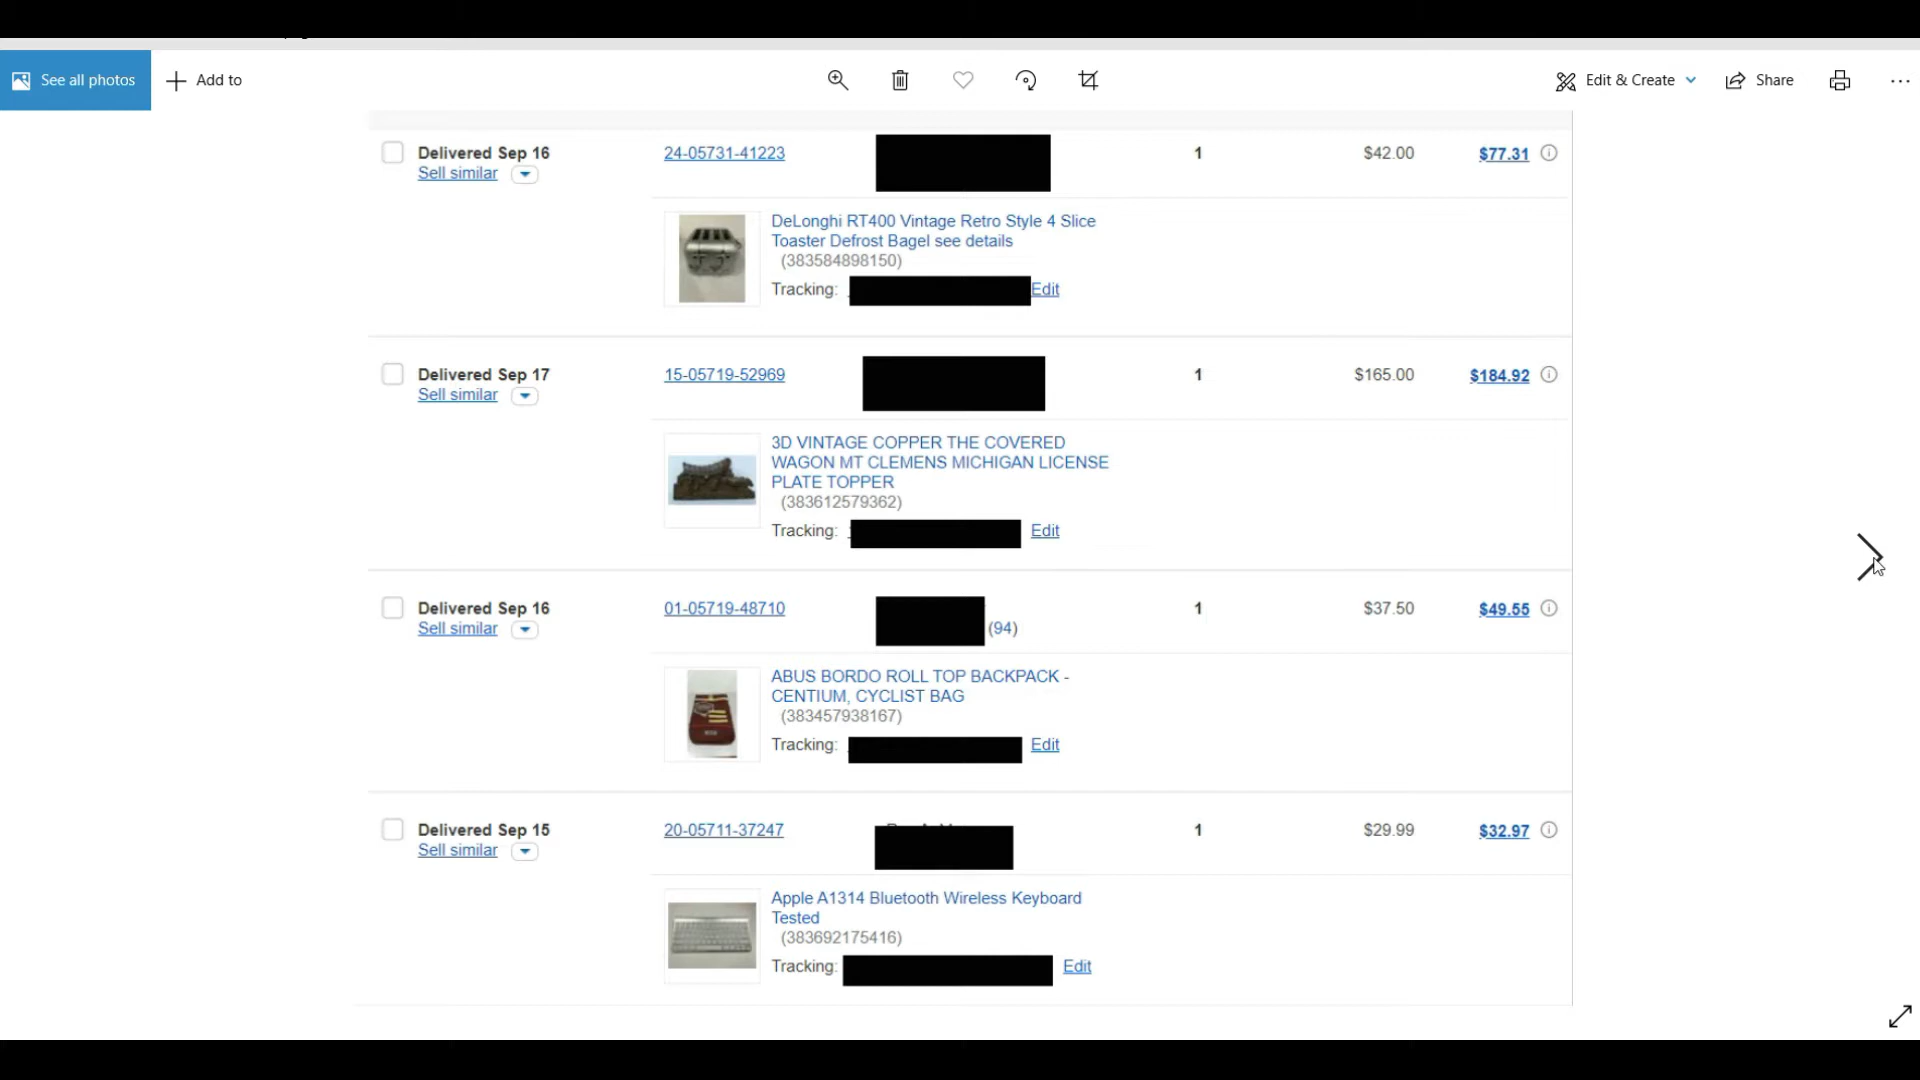 See all photos
Add to
Edit & Create
Share
Delivered Sep 16
24-05731-41223
1
$42.00
$77.31
Sell similar
DeLonghi RT400 Vintage Retro Style 4 Slice
Toaster Defrost Bagel see details
(383584898150)
Tracking:
Edit
Delivered Sep 17
15-05719-52969
1
$165.00
$184.92
Sell similar
3D VINTAGE COPPER THE COVERED
WAGON MT CLEMENS MICHIGAN LICENSE
PLATE TOPPER
(383612579362)
Tracking:
Edit
Delivered Sep 16
01-05719-48710
1
$37.50
$49.55
Sell similar
(94)
ABUS BORDO ROLL TOP BACKPACK -
CENTIUM, CYCLIST BAG
(383457938167)
Tracking:
Edit
Delivered Sep 15
20-05711-37247
1
$29.99
$32.97
Sell similar
Apple A1314 Bluetooth Wireless Keyboard
Tested
(383692175416)
Tracking:
Edit